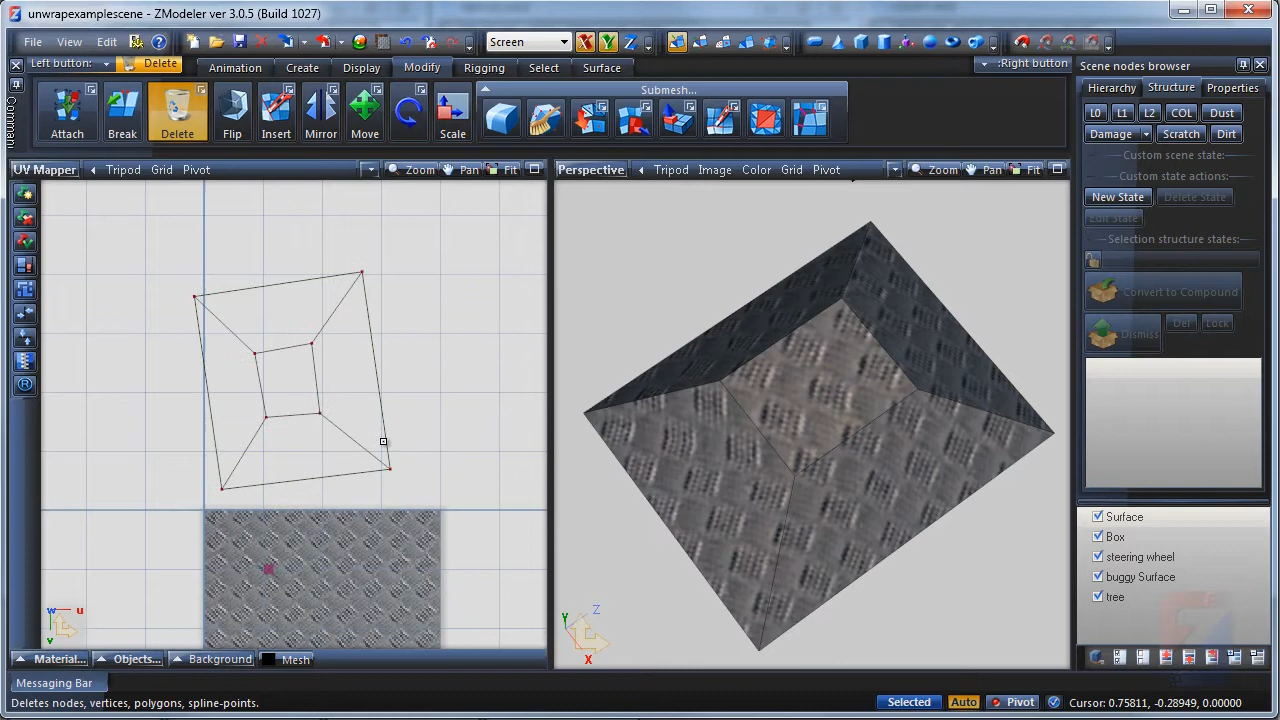 unwrapexamplescene - ZModeler ver 3.0.5 (Build 1027)
File View Edit
Screen X Y Z
Left button: Delete Animation Create Display Modify Rigging Select Surface :Right button
Attach Break Delete Flip Insert Mirror Move Scale Submesh...
UV Mapper Tripod Grid Pivot Zoom Pan Fit
Perspective Tripod Image Color Grid Pivot Zoom Pan Fit
Scene nodes browser
Hierarchy Structure Properties
L0 L1 L2 COL Dust
Damage Scratch Dirt
Custom scene state:
Custom state actions:
New State Delete State
Edit State
Selection structure states:
Convert to Compound
Dismiss Del Lock
Surface
Box
steering wheel
buggy Surface
tree
w u
v
Y Z
X
Material... Objects... Background Mesh
Messaging Bar
Deletes nodes, vertices, polygons, spline-points. Selected Auto Pivot Cursor: 0.75811, -0.28949, 0.00000